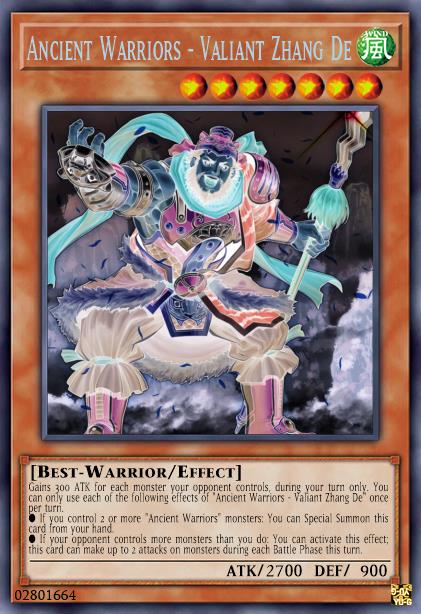 Ancient Warriors - Valiant Zhang De
WIND
風
[Best-Warrior/Effect]
Gains 300 ATK for each monster your opponent controls, during your turn only. You
can only use each of the following effects of "Ancient Warriors - Valiant Zhang De" once
per turn.
● If you control 2 or more "Ancient Warriors" monsters: You can Special Summon this
card from your hand.
● If your opponent controls more monsters than you do: You can activate this effect;
this card can make up to 2 attacks on monsters during each Battle Phase this turn.
ATK/2700 DEF/ 900
02801664